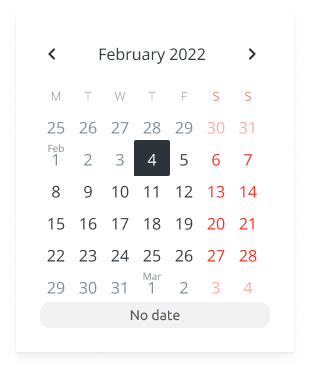 February 2022
M T W T F S S
25 26 27 28 29 30 31
Feb
1 2 3 4 5 6 7
8 9 10 11 12 13 14
15 16 17 18 19 20 21
22 23 24 25 26 27 28
Mar
29 30 31 1 2 3 4
No date